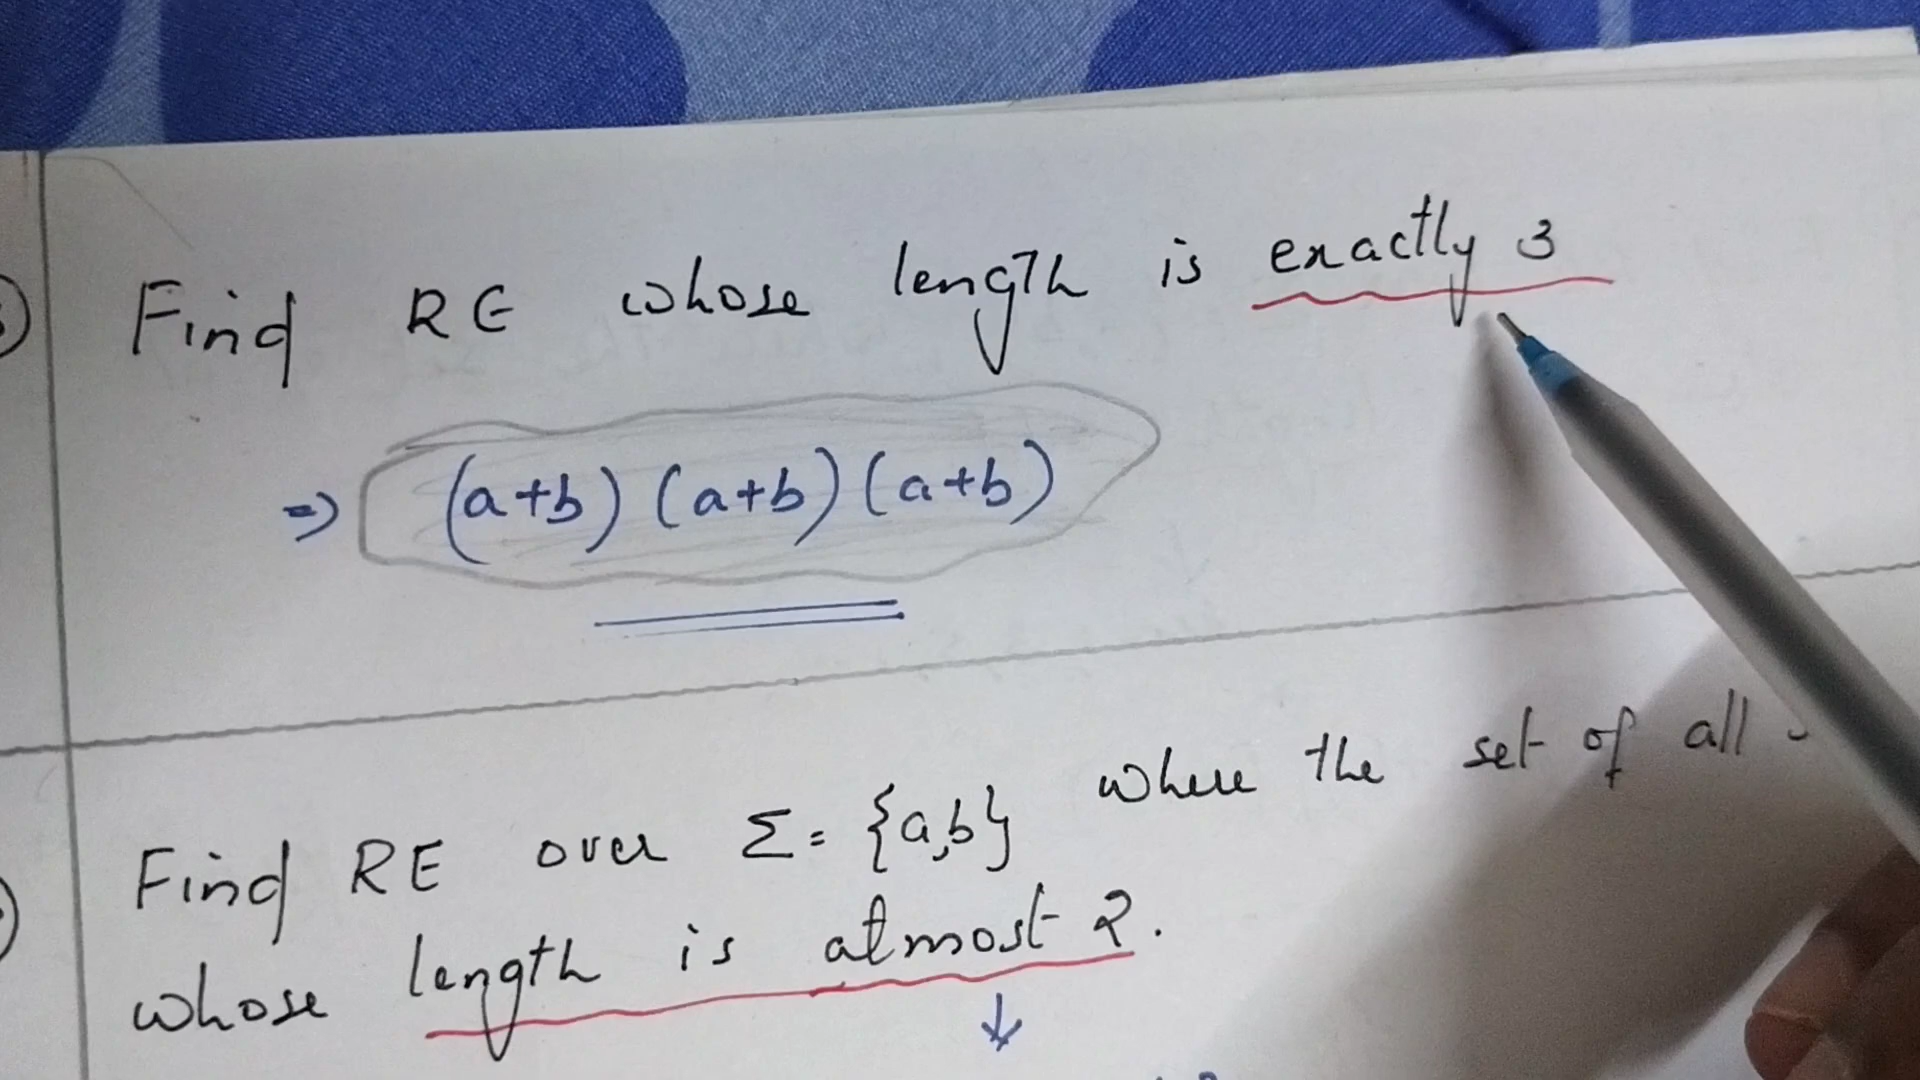 Find RE whose length is exactly 3
=> (a+b) (a+b) (a+b)
Find RE over Σ = {a,b} where the set of all
whose length is atmost 2.
↓